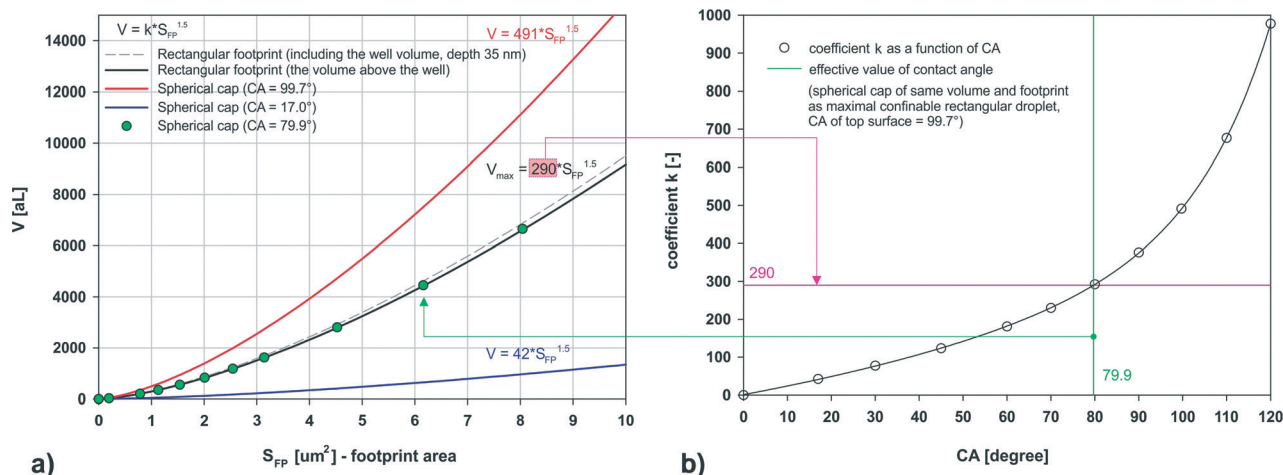 V = k*S_FP^1.5
Rectangular footprint (including the well volume, depth 35 nm)
Rectangular footprint (the volume above the well)
Spherical cap (CA = 99.7°)
Spherical cap (CA = 17.0°)
Spherical cap (CA = 79.9°)
V = 491*S_FP^1.5
V_max = 290*S_FP^1.5
V = 42*S_FP^1.5
14000
12000
10000
8000
6000
4000
2000
0
V [aL]
0 1 2 3 4 5 6 7 8 9 10
S_FP [um²] - footprint area
a)
coefficient k as a function of CA
effective value of contact angle
(spherical cap of same volume and footprint
as maximal confinable rectangular droplet,
CA of top surface = 99.7°)
290
79.9
1000
900
800
700
600
500
400
300
200
100
0
coefficient k [-]
0 10 20 30 40 50 60 70 80 90 100 110 120
CA [degree]
b)